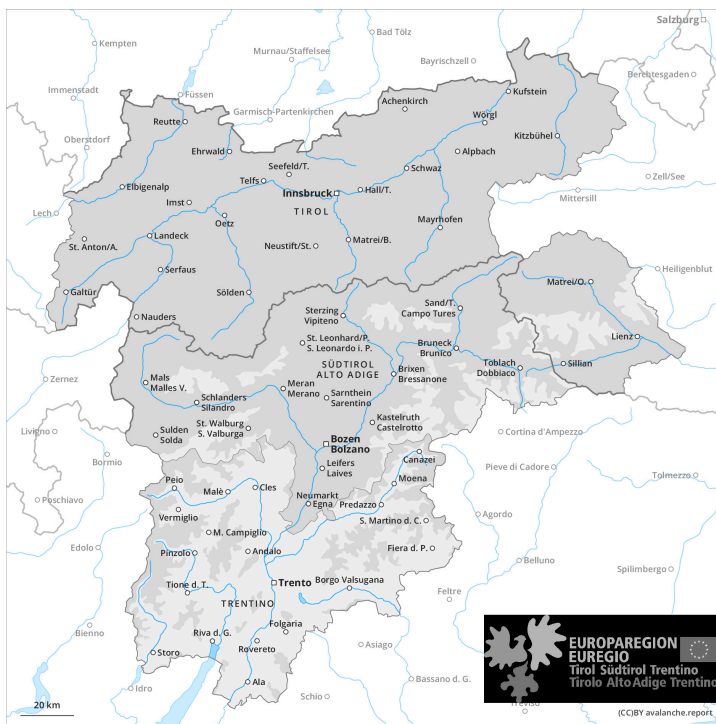 Salzburg
Kempten
Bad Tölz
Murnau/Staffelsee
Bayrischzell
Berchtesgaden
Immenstadt
Füssen
Garmisch-Partenkirchen
Achenkirch
Kufstein
Reutte
Wörgl
Oberstdorf
Ehrwald
Kitzbühel
Seefeld/T.
Alpbach
Telfs
Schwaz
Zell/See
Elbigenalp
Innsbruck
Hall/T.
Mittersill
Imst
TIROL
Lech
Oetz
Mayrhofen
Landeck
St. Anton/A.
Neustift/St.
Matrei/B.
Serfaus
Heiligenblut
Galtür
Sölden
Matrei/O.
Nauders
Sterzing
Vipiteno
Sand/T.
Campo Tures
Lienz
St. Leonhard/P.
S. Leonardo i. P.
Bruneck
Brunico
SÜDTIROL
ALTO ADIGE
Brixen
Bressanone
Toblach
Dobbiaco
Sillian
Zernez
Mals
Malles V.
Meran
Merano
Schlanders
Silandro
Sarnthein
Sarentino
St. Walburg
S. Valburga
Kastelruth
Castelrotto
Livigno
Sulden
Solda
Cortina d'Ampezzo
Bozen
Bolzano
Bormio
Leifers
Laives
Canazei
Pieve di Cadore
Peio
Malè
Cles
Moena
Tolmezzo
Poschiavo
Neumarkt
Egna
Predazzo
Vermiglio
Agordo
S. Martino d. C.
M. Campiglio
Edolo
Pinzolo
Andalo
Fiera d. P.
Belluno
Spilimbergo
Trento
Borgo Valsugana
Tione d. T.
Feltre
TRENTINO
Bienno
Folgaria
Riva d. G.
Rovereto
Storo
Asiago
Idro
Ala
Schio
Bassano d. G.
Treviso
EUROPAREGION
EUREGIO
Tirol Südtirol Trentino
Tirolo Alto Adige Trentino
20 km
(CC)BY avalanche.report